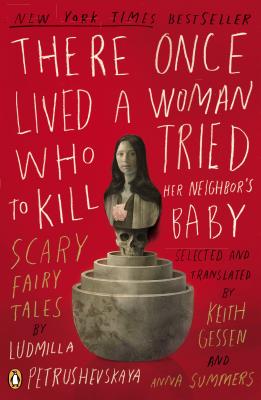 NEW YORK TIMES BESTSELLER
THERE ONCE
LIVED A WOMAN
WHO TRIED
TO KILL HER NEIGHBOR'S
BABY
SCARY
FAIRY
TALES
BY
LUDMILLA
PETRUSHEVSKAYA
SELECTED AND
TRANSLATED
BY
KEITH
GESSEN
AND
ANNA SUMMERS